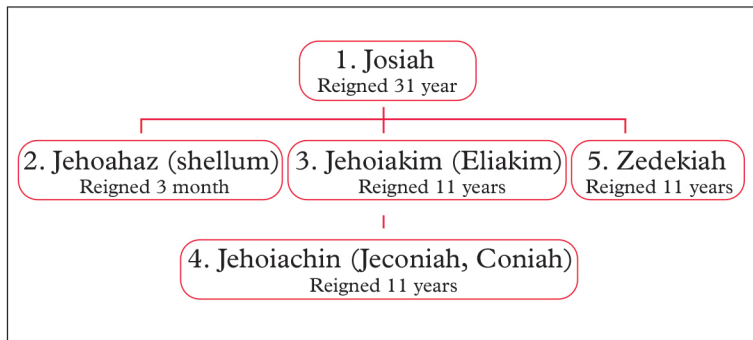 1. Josiah
Reigned 31 year
2. Jehoahaz (shellum)
Reigned 3 month
3. Jehoiakim (Eliakim)
Reigned 11 years
5. Zedekiah
Reigned 11 years
4. Jehoiachin (Jeconiah, Coniah)
Reigned 11 years